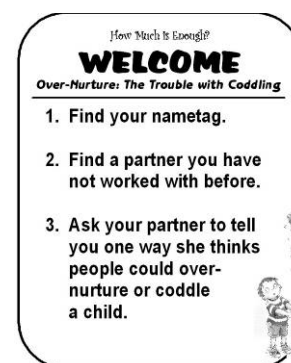 How Much is Enough?
WELCOME
Over-Nurture: The Trouble with Coddling
1. Find your nametag.
2. Find a partner you have
not worked with before.
3. Ask your partner to tell
you one way she thinks
people could over-
nurture or coddle
a child.